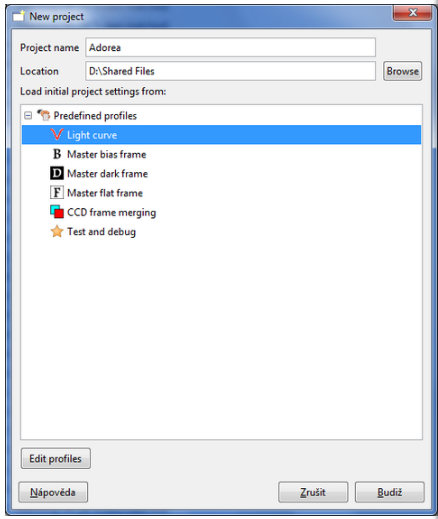 New project
Project name Adorea
Location D:\Shared Files Browse
Load initial project settings from:
Predefined profiles
Light curve
B Master bias frame
D Master dark frame
F Master flat frame
CCD frame merging
Test and debug
Edit profiles
Nápověda Zrušit Budiž